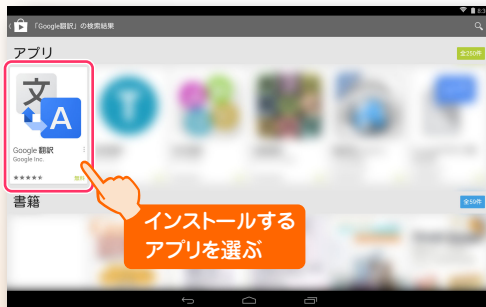 8:30
「Google翻訳」の検索結果
アプリ
全250件
文
A
Google 翻訳
Google Inc.
無料
書籍
全59件
インストールする
アプリを選ぶ